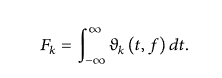 F_k = ∫_{-∞}^{∞} ϑ_k (t, f) dt.